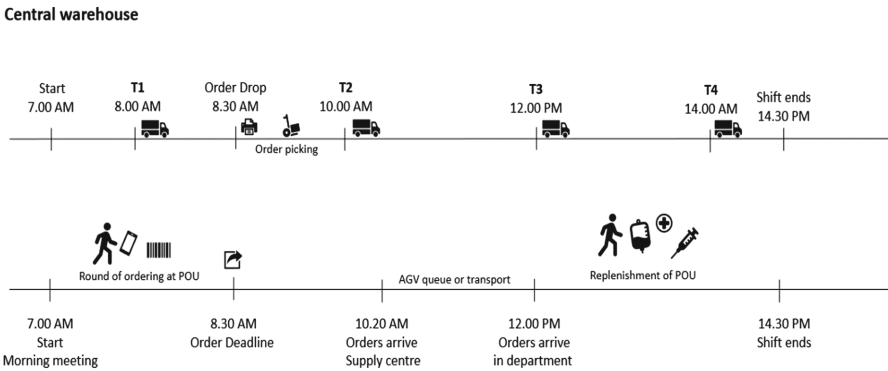 Central warehouse
Start T1 Order Drop T2 T3 T4 Shift ends
7.00 AM 8.00 AM 8.30 AM 10.00 AM 12.00 PM 14.00 AM 14.30 PM
Order picking
Round of ordering at POU AGV queue or transport Replenishment of POU
7.00 AM 8.30 AM 10.20 AM 12.00 PM 14.30 PM
Start Order Deadline Orders arrive Orders arrive Shift ends
Morning meeting Supply centre in department